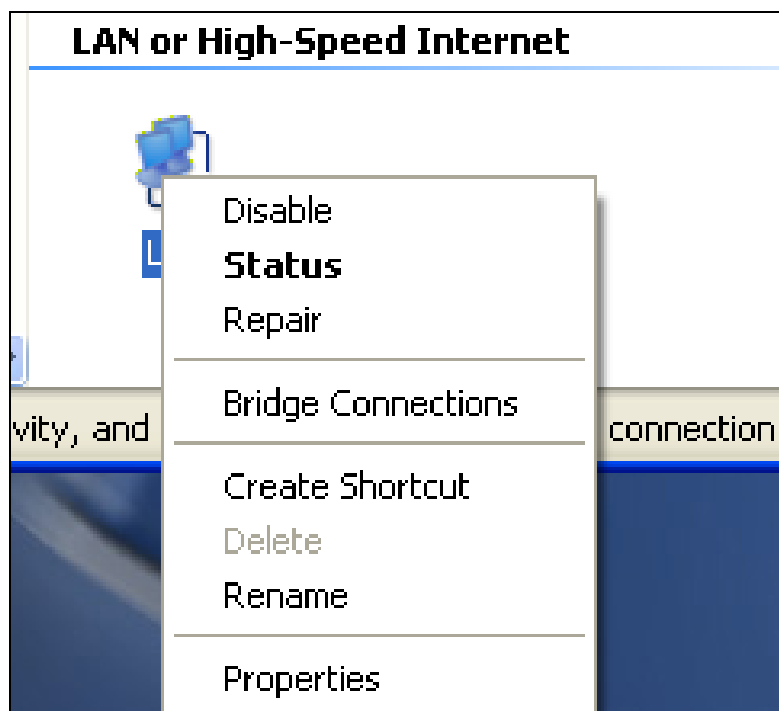 LAN or High-Speed Internet
L
Disable
Status
Repair
Bridge Connections
vity, and
connection
Create Shortcut
Delete
Rename
Properties